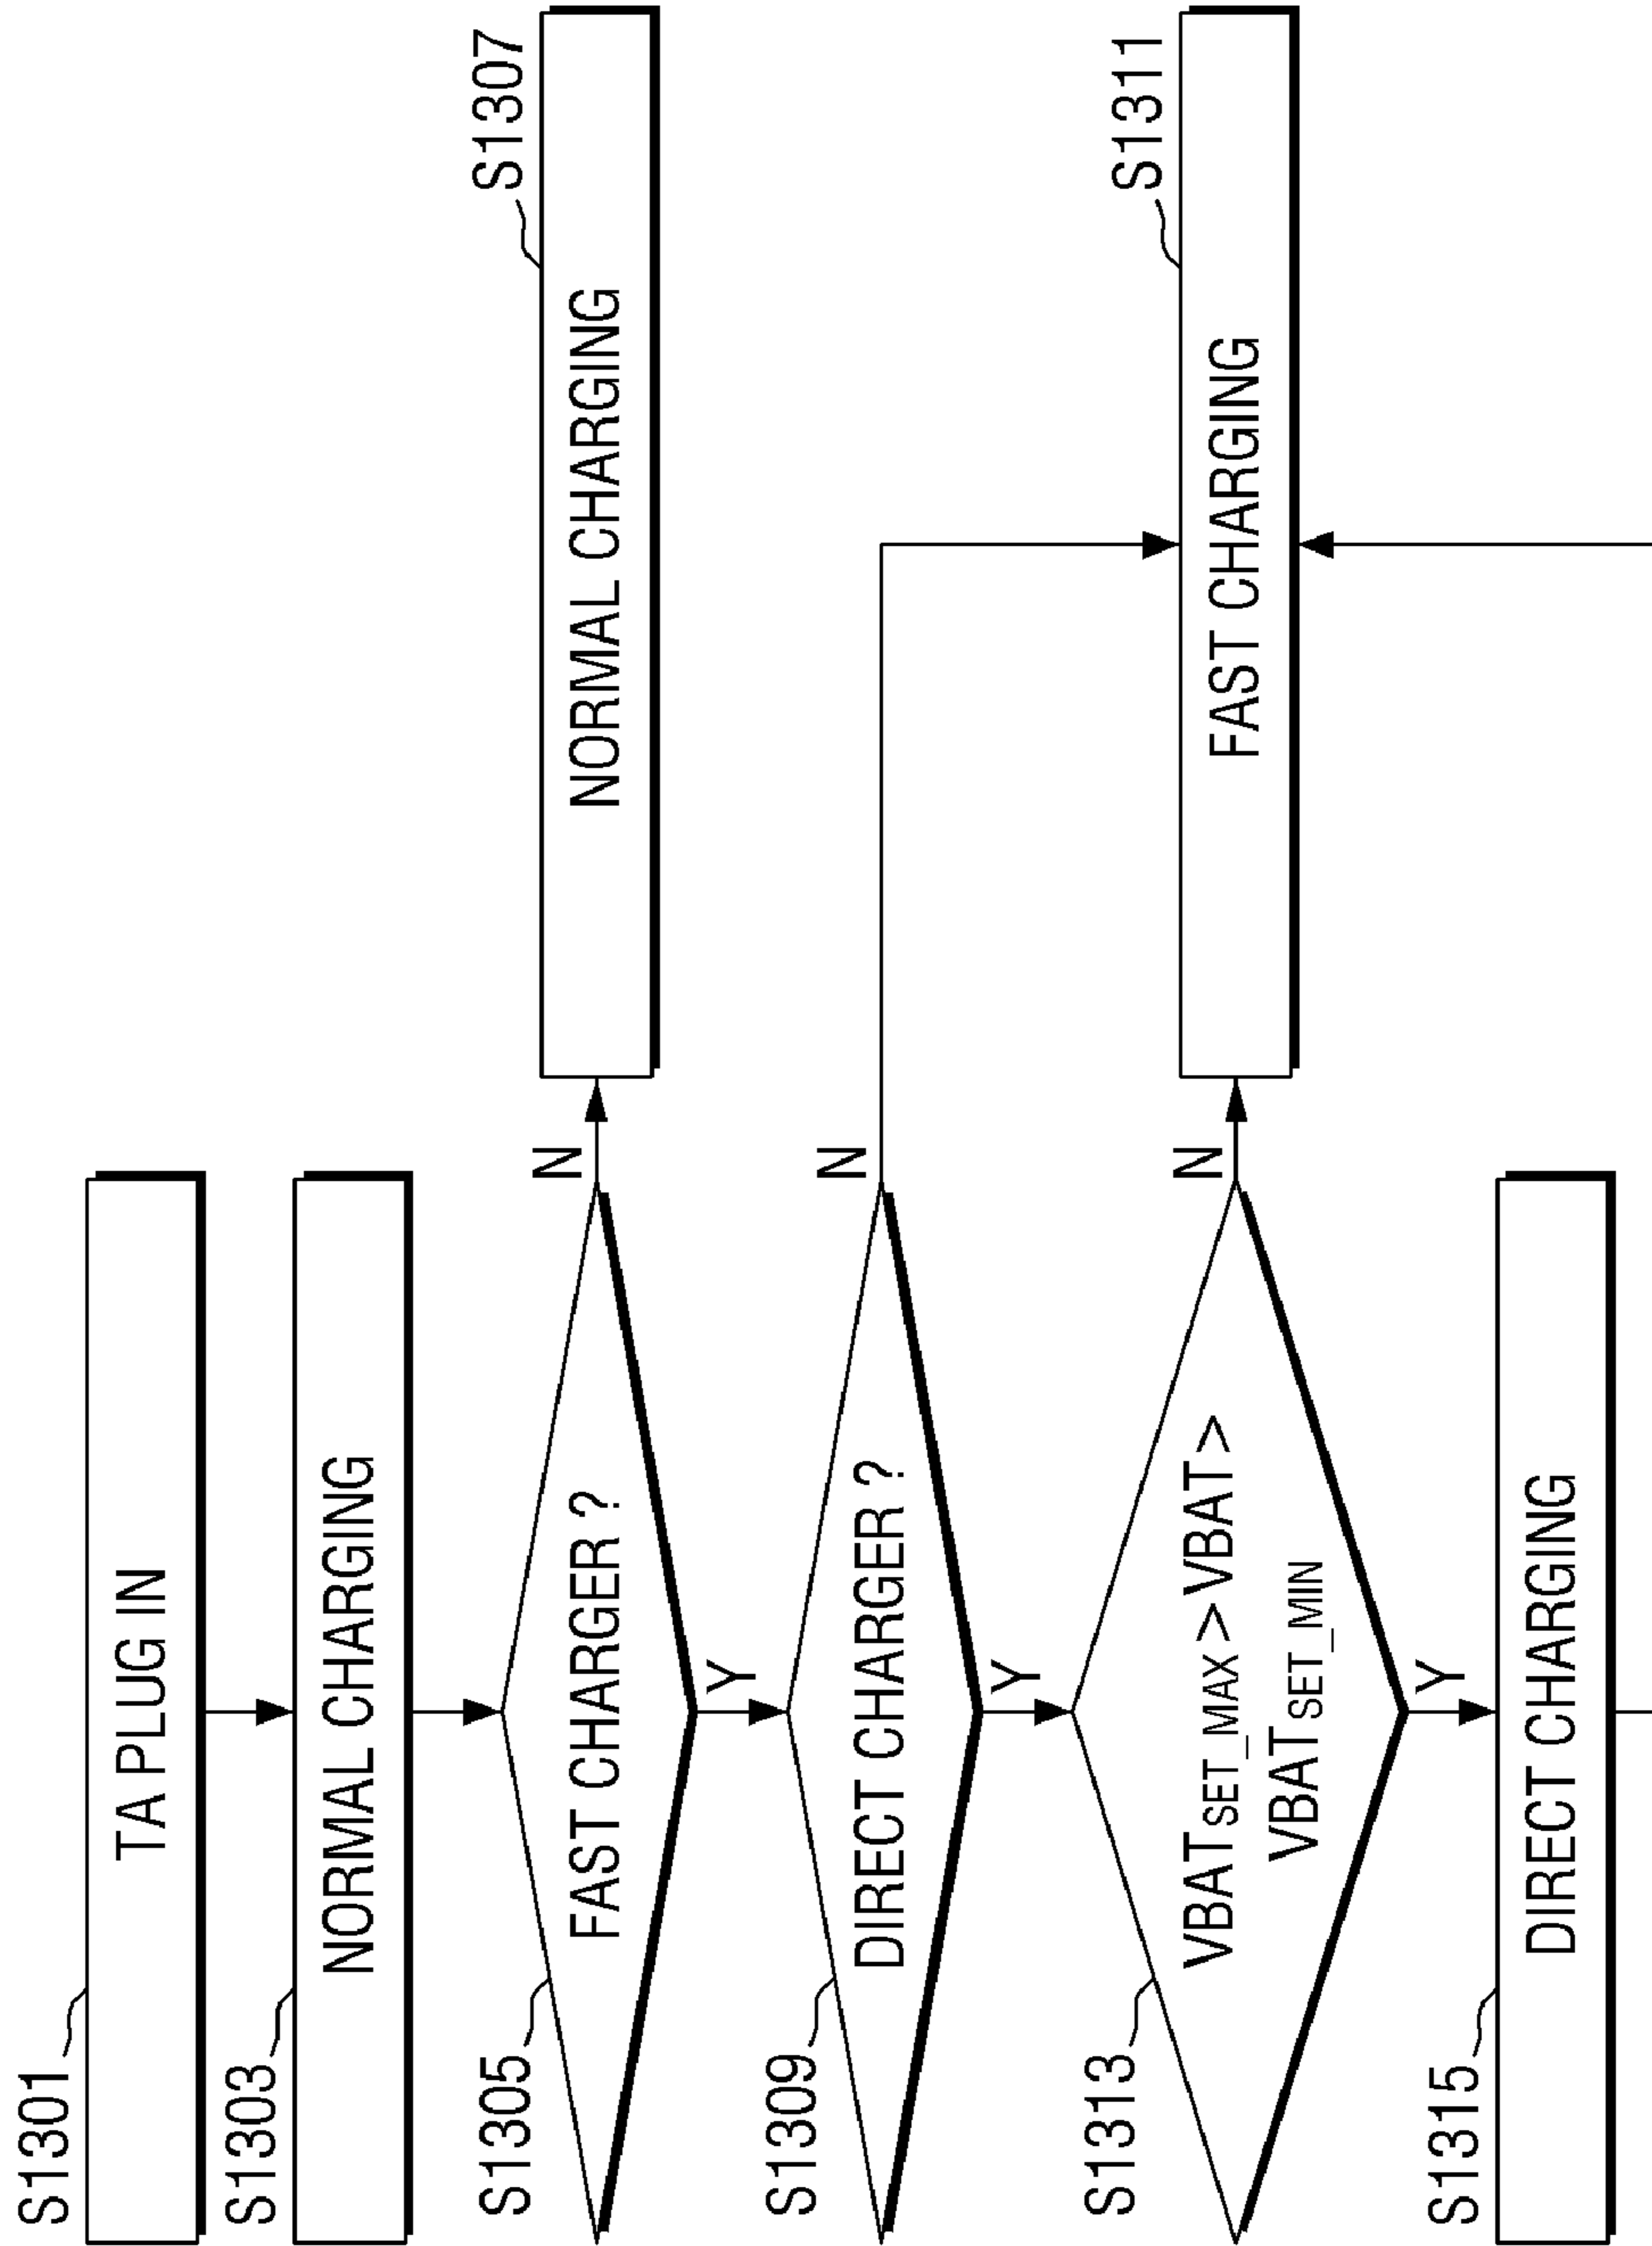 S1301
TA PLUG IN
S1303
NORMAL CHARGING
S1305
FAST CHARGER ?
N
S1307
NORMAL CHARGING
Y
S1309
DIRECT CHARGER ?
N
Y
S1311
FAST CHARGING
S1313
VBATSET_MAX > VBAT >
VBATSET_MIN
N
Y
S1315
DIRECT CHARGING